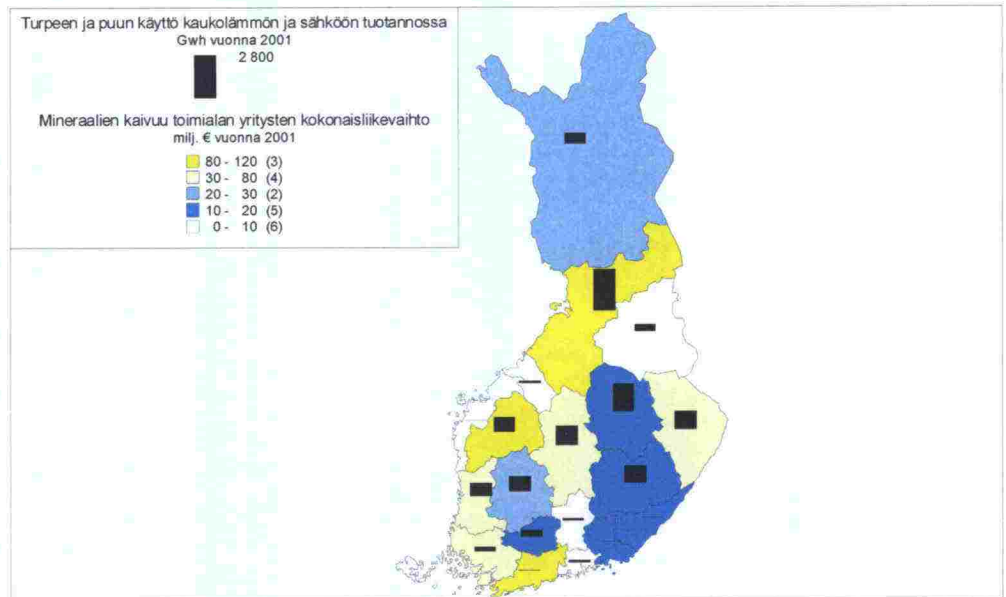 Turpeen ja puun käyttö kaukolämmön ja sähköön tuotannossa
Gwh vuonna 2001
2 800
Mineraalien kaivuu toimialan yritysten kokonaisliikevaihto
milj. € vuonna 2001
80 - 120 (3)
30 - 80 (4)
20 - 30 (2)
10 - 20 (5)
0 - 10 (6)